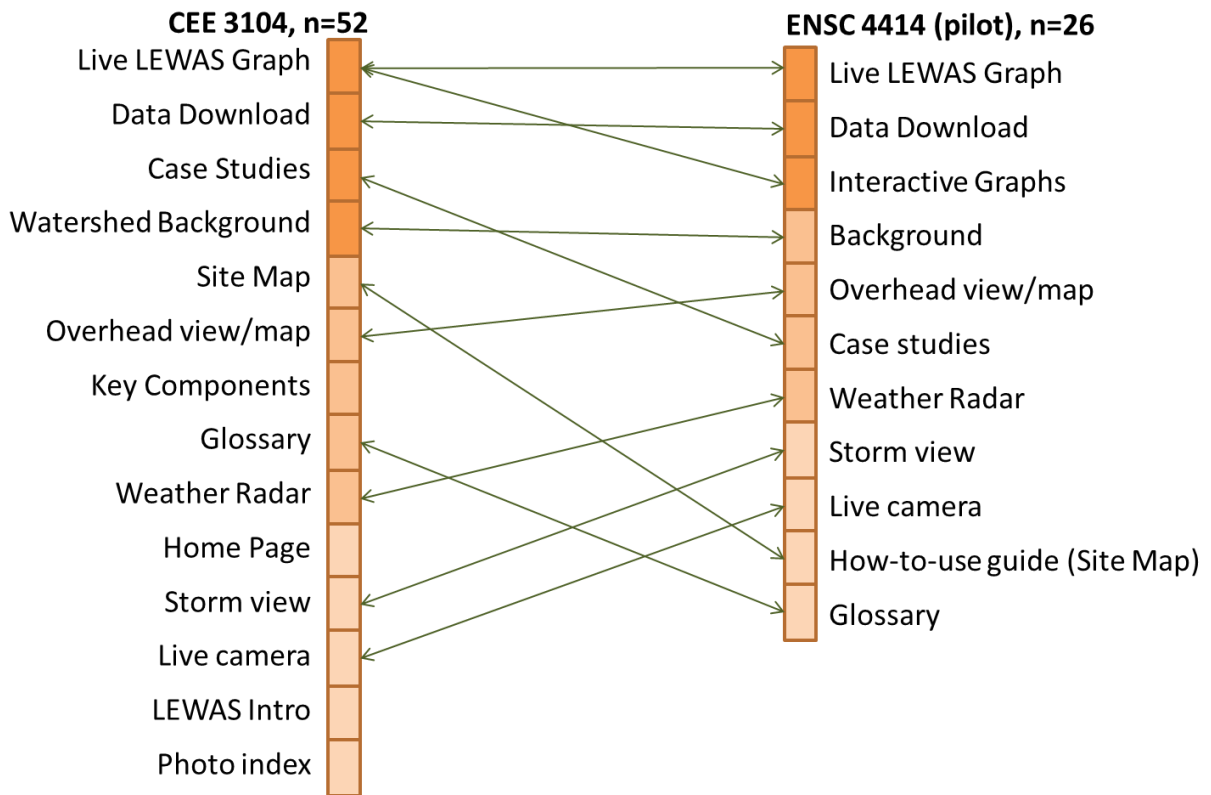 CEE 3104, n=52
Live LEWAS Graph
Data Download
Case Studies
Watershed Background
Site Map
Overhead view/map
Key Components
Glossary
Weather Radar
Home Page
Storm view
Live camera
LEWAS Intro
Photo index
ENSC 4414 (pilot), n=26
Live LEWAS Graph
Data Download
Interactive Graphs
Background
Overhead view/map
Case studies
Weather Radar
Storm view
Live camera
How-to-use guide (Site Map)
Glossary